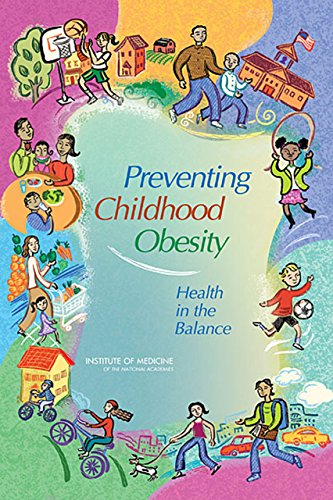 Preventing
Childhood
Obesity
Health
in the
Balance
INSTITUTE OF MEDICINE
OF THE NATIONAL ACADEMIES